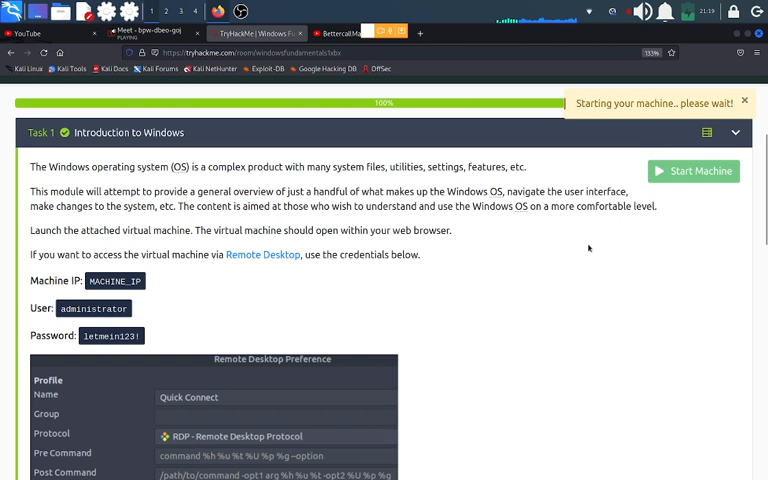 1 2 3 4
21:19
YouTube
Meet - bpw-dbeo-goj
PLAYING
TryHackMe | Windows Fu
BettercallMa
https://tryhackme.com/room/windowsfundamentals1xbx
133%
Kali Linux Kali Tools Kali Docs Kali Forums Kali NetHunter Exploit-DB Google Hacking DB OffSec
100%
Starting your machine.. please wait!
Task 1 Introduction to Windows
The Windows operating system (OS) is a complex product with many system files, utilities, settings, features, etc.
Start Machine
This module will attempt to provide a general overview of just a handful of what makes up the Windows OS, navigate the user interface,
make changes to the system, etc. The content is aimed at those who wish to understand and use the Windows OS on a more comfortable level.
Launch the attached virtual machine. The virtual machine should open within your web browser.
If you want to access the virtual machine via Remote Desktop, use the credentials below.
Machine IP: MACHINE_IP
User: administrator
Password: letmein123!
Remote Desktop Preference
Profile
Name Quick Connect
Group
Protocol RDP - Remote Desktop Protocol
Pre Command command %h %u %t %U %p %g --option
Post Command /path/to/command -opt1 arg %h %u %t -opt2 %U %p %g